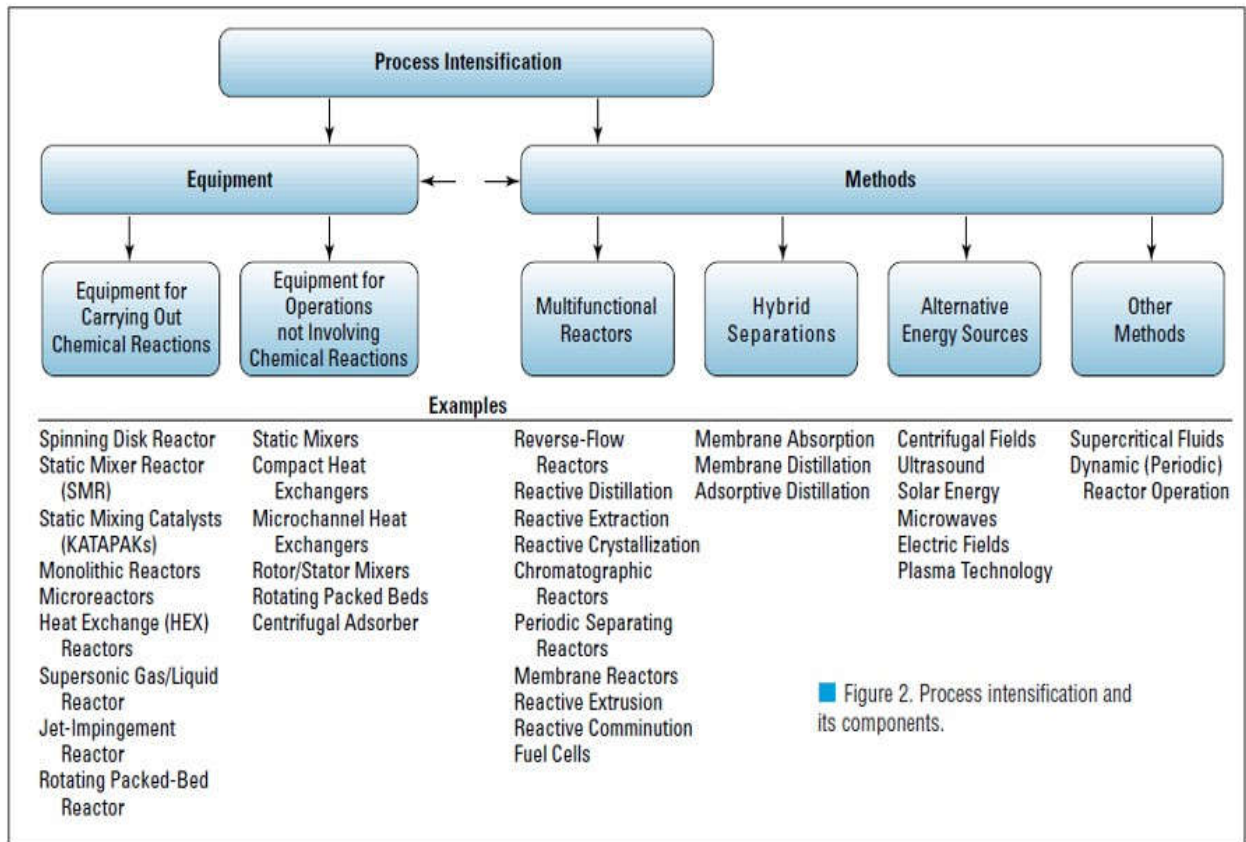 Process Intensification
Equipment
Methods
Equipment for
Carrying Out
Chemical Reactions
Equipment for
Operations
not Involving
Chemical Reactions
Multifunctional
Reactors
Hybrid
Separations
Alternative
Energy Sources
Other
Methods
Examples
Spinning Disk Reactor
Static Mixer Reactor
(SMR)
Static Mixing Catalysts
(KATAPAKs)
Monolithic Reactors
Microreactors
Heat Exchange (HEX)
Reactors
Supersonic Gas/Liquid
Reactor
Jet-Impingement
Reactor
Rotating Packed-Bed
Reactor
Static Mixers
Compact Heat
Exchangers
Microchannel Heat
Exchangers
Rotor/Stator Mixers
Rotating Packed Beds
Centrifugal Adsorber
Reverse-Flow
Reactors
Reactive Distillation
Reactive Extraction
Reactive Crystallization
Chromatographic
Reactors
Periodic Separating
Reactors
Membrane Reactors
Reactive Extrusion
Reactive Comminution
Fuel Cells
Membrane Absorption
Membrane Distillation
Adsorptive Distillation
Centrifugal Fields
Ultrasound
Solar Energy
Microwaves
Electric Fields
Plasma Technology
Supercritical Fluids
Dynamic (Periodic)
Reactor Operation
Figure 2. Process intensification and
its components.